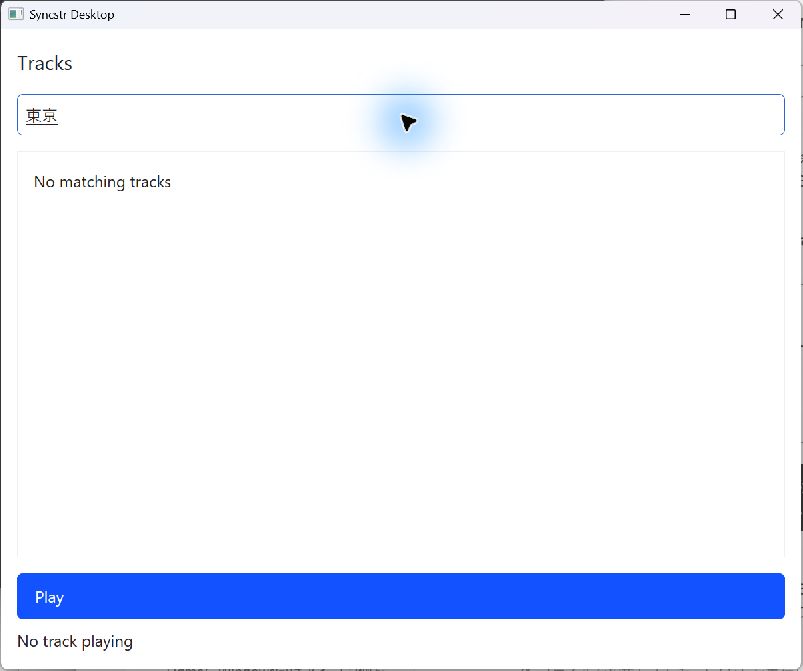 Syncstr Desktop
Tracks
東京
No matching tracks
Play
No track playing